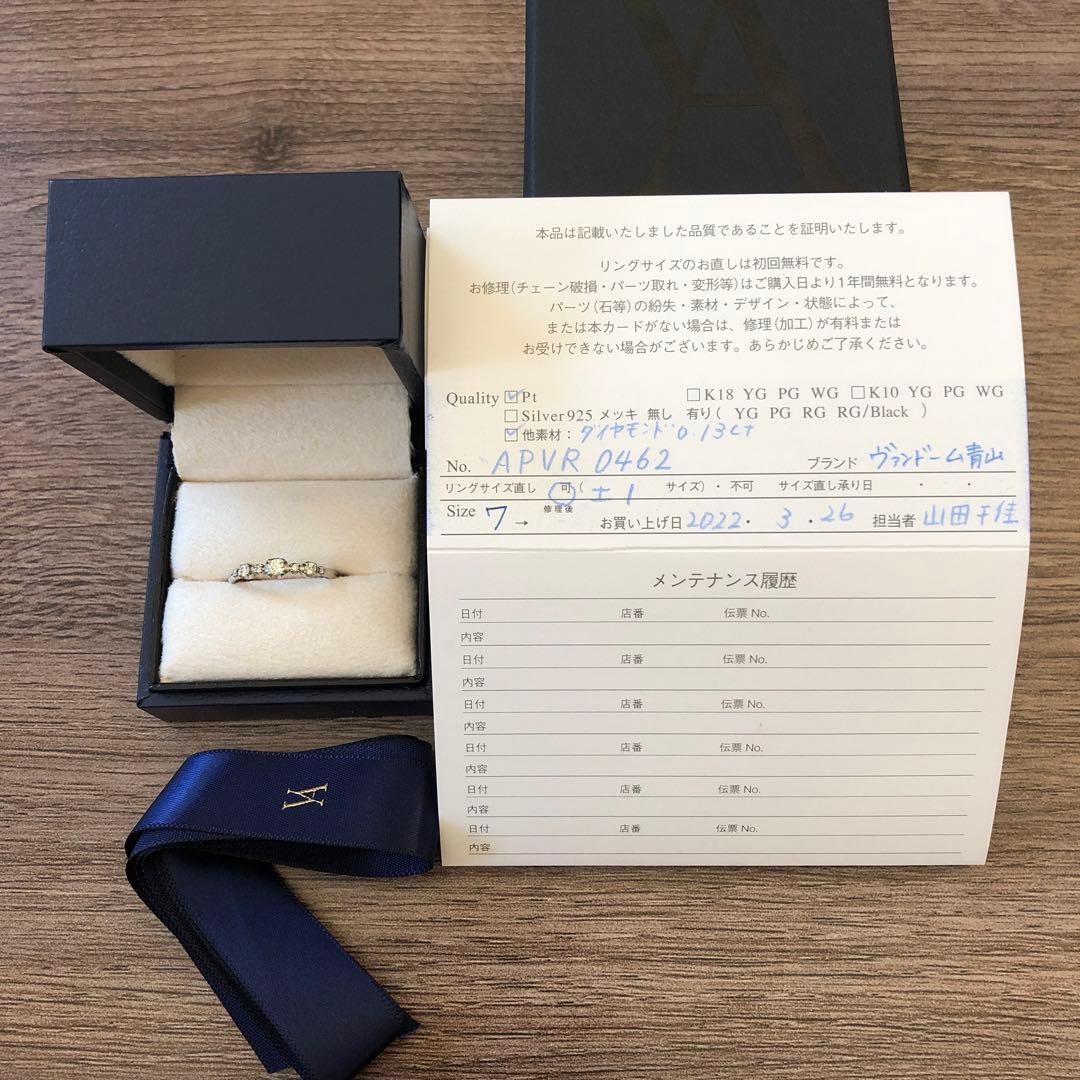 VA
本品は記載いたしました品質であることを証明いたします。
リングサイズのお直しは初回無料です。
お修理(チェーン破損・パーツ取れ・変形等)はご購入日より1年間無料となります。
パーツ(石等)の紛失・素材・デザイン・状態によって、
または本カードがない場合は、修理(加工)が有料または
お受けできない場合がございます。あらかじめご了承ください。
Quality ☑Pt □K18 YG PG WG □K10 YG PG WG
□Silver925 メッキ 無し 有り( YG PG RG RG/Black )
☑他素材：ダイヤモンド 0.13ct
No. APVR 0462 ブランド ヴァンドーム青山
リングサイズ直し 可(±1 サイズ)・不可 サイズ直し承り日 ・ ・
Size 7 → 修理後 お買い上げ日 2022・3・26 担当者 山田千佳
メンテナンス履歴
日付 店番 伝票 No.
内容
日付 店番 伝票 No.
内容
日付 店番 伝票 No.
内容
日付 店番 伝票 No.
内容
日付 店番 伝票 No.
内容
日付 店番 伝票 No.
内容
VA